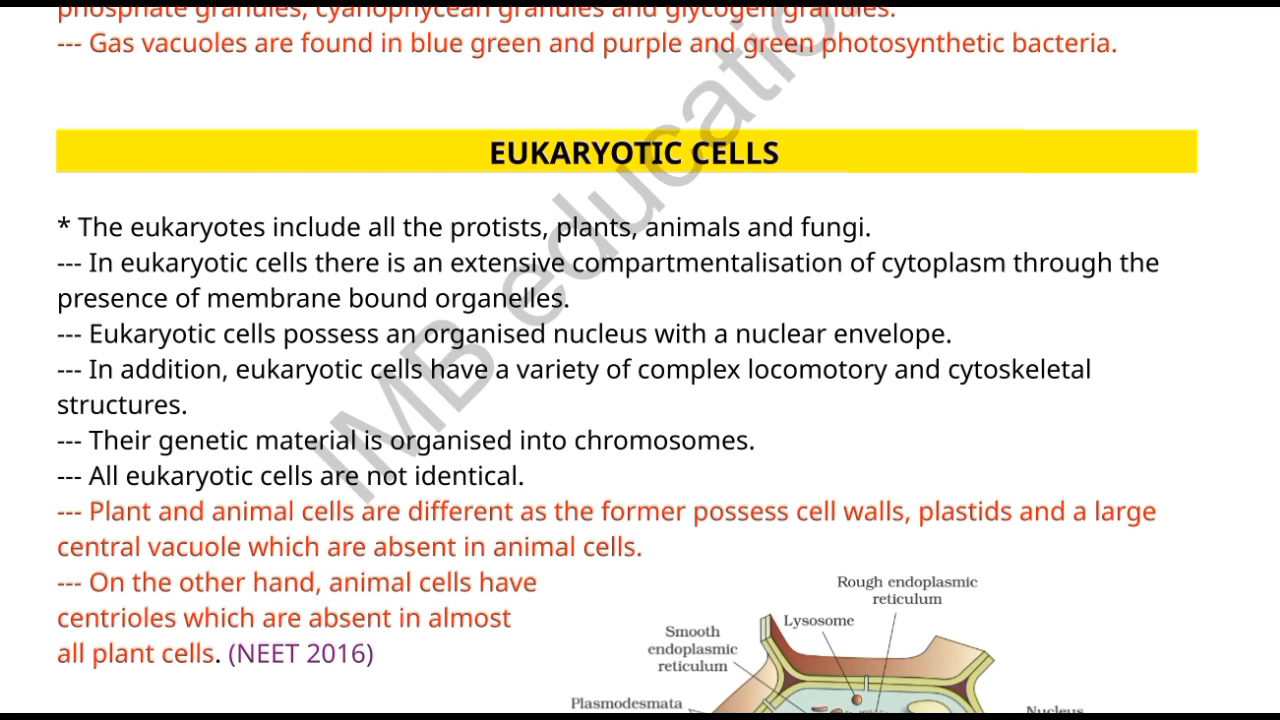 phosphate granules, cyanophycean granules and glycogen granules.
--- Gas vacuoles are found in blue green and purple and green photosynthetic bacteria.
EUKARYOTIC CELLS
* The eukaryotes include all the protists, plants, animals and fungi.
--- In eukaryotic cells there is an extensive compartmentalisation of cytoplasm through the
presence of membrane bound organelles.
--- Eukaryotic cells possess an organised nucleus with a nuclear envelope.
--- In addition, eukaryotic cells have a variety of complex locomotory and cytoskeletal
structures.
--- Their genetic material is organised into chromosomes.
--- All eukaryotic cells are not identical.
--- Plant and animal cells are different as the former possess cell walls, plastids and a large
central vacuole which are absent in animal cells.
--- On the other hand, animal cells have
centrioles which are absent in almost
all plant cells. (NEET 2016)
Rough endoplasmic
reticulum
Lysosome
Smooth
endoplasmic
reticulum
Plasmodesmata
Nucleus
IMB educatio